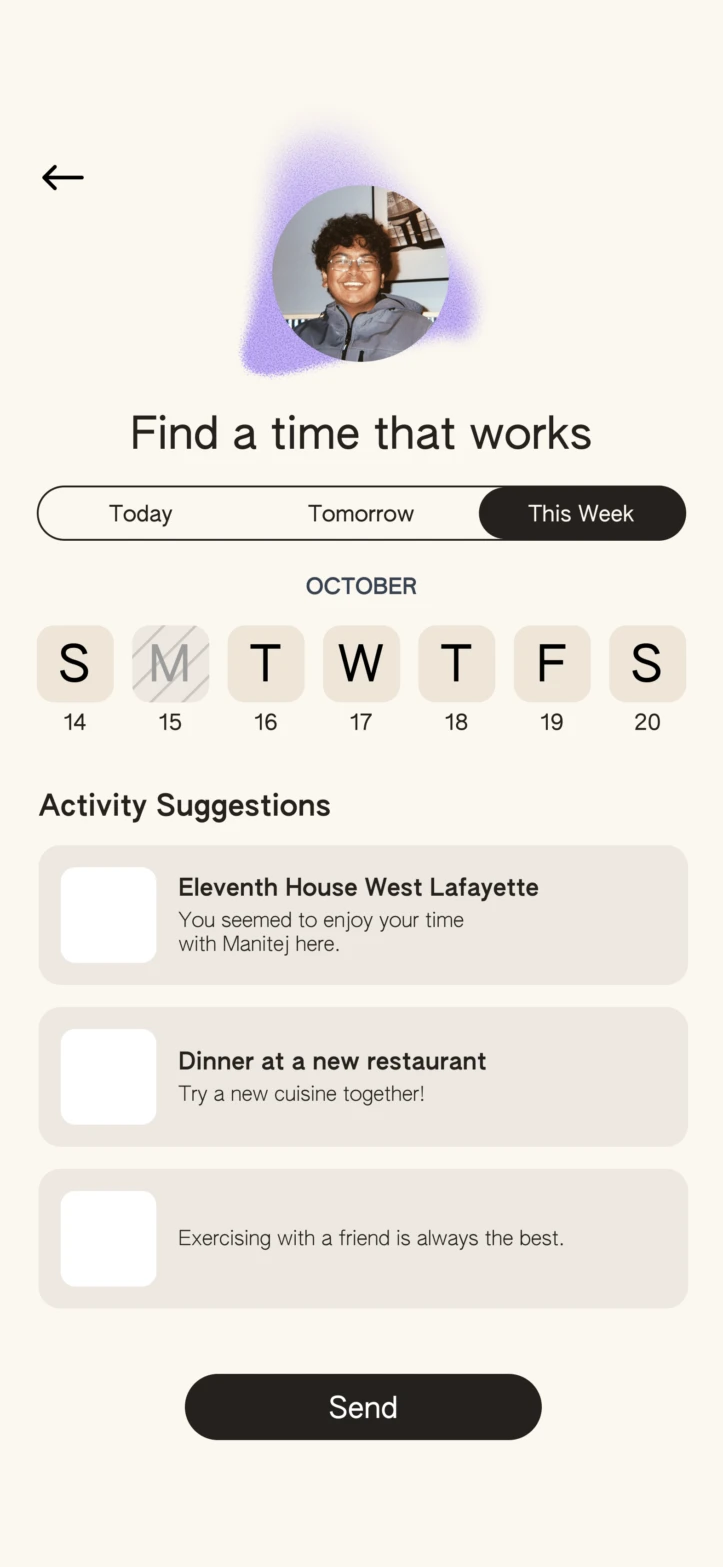 Find a time that works
Today Tomorrow This Week
OCTOBER
S M T W T F S
14 15 16 17 18 19 20
Activity Suggestions
Eleventh House West Lafayette
You seemed to enjoy your time
with Manitej here.
Dinner at a new restaurant
Try a new cuisine together!
Exercising with a friend is always the best.
Send